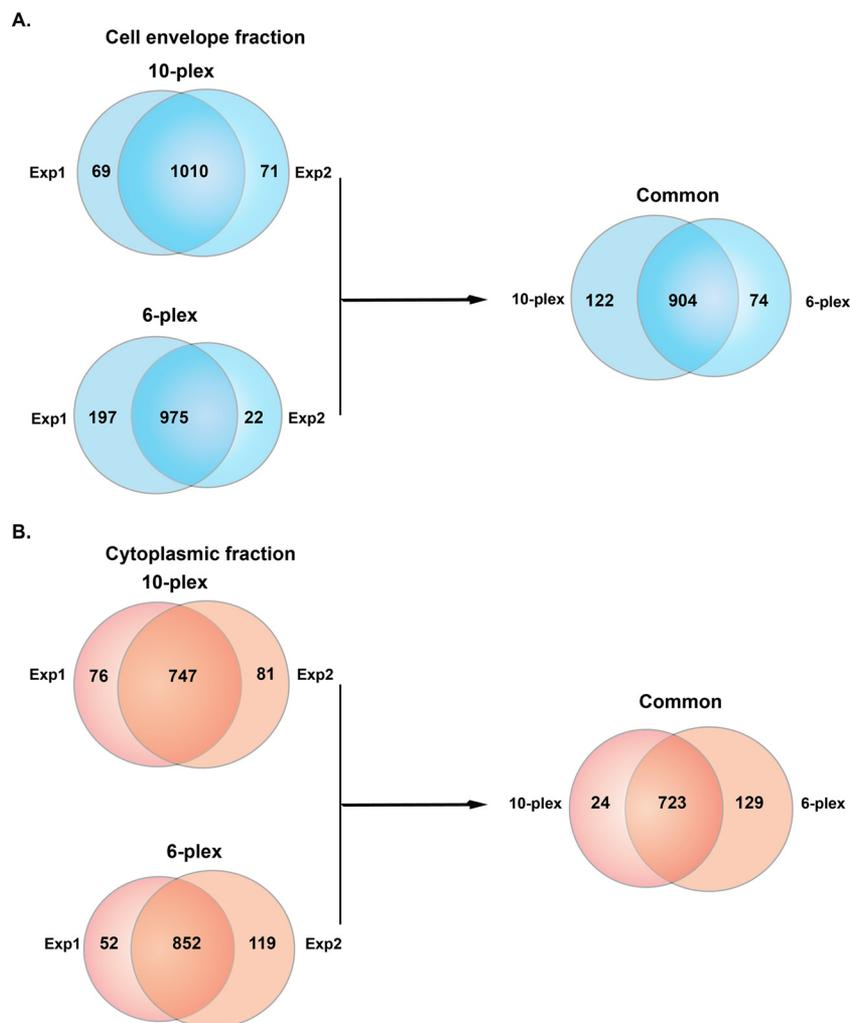 A.
Cell envelope fraction
10-plex
Exp1 69 1010 71 Exp2
6-plex
Exp1 197 975 22 Exp2
Common
10-plex 122 904 74 6-plex
B.
Cytoplasmic fraction
10-plex
Exp1 76 747 81 Exp2
6-plex
Exp1 52 852 119 Exp2
Common
10-plex 24 723 129 6-plex